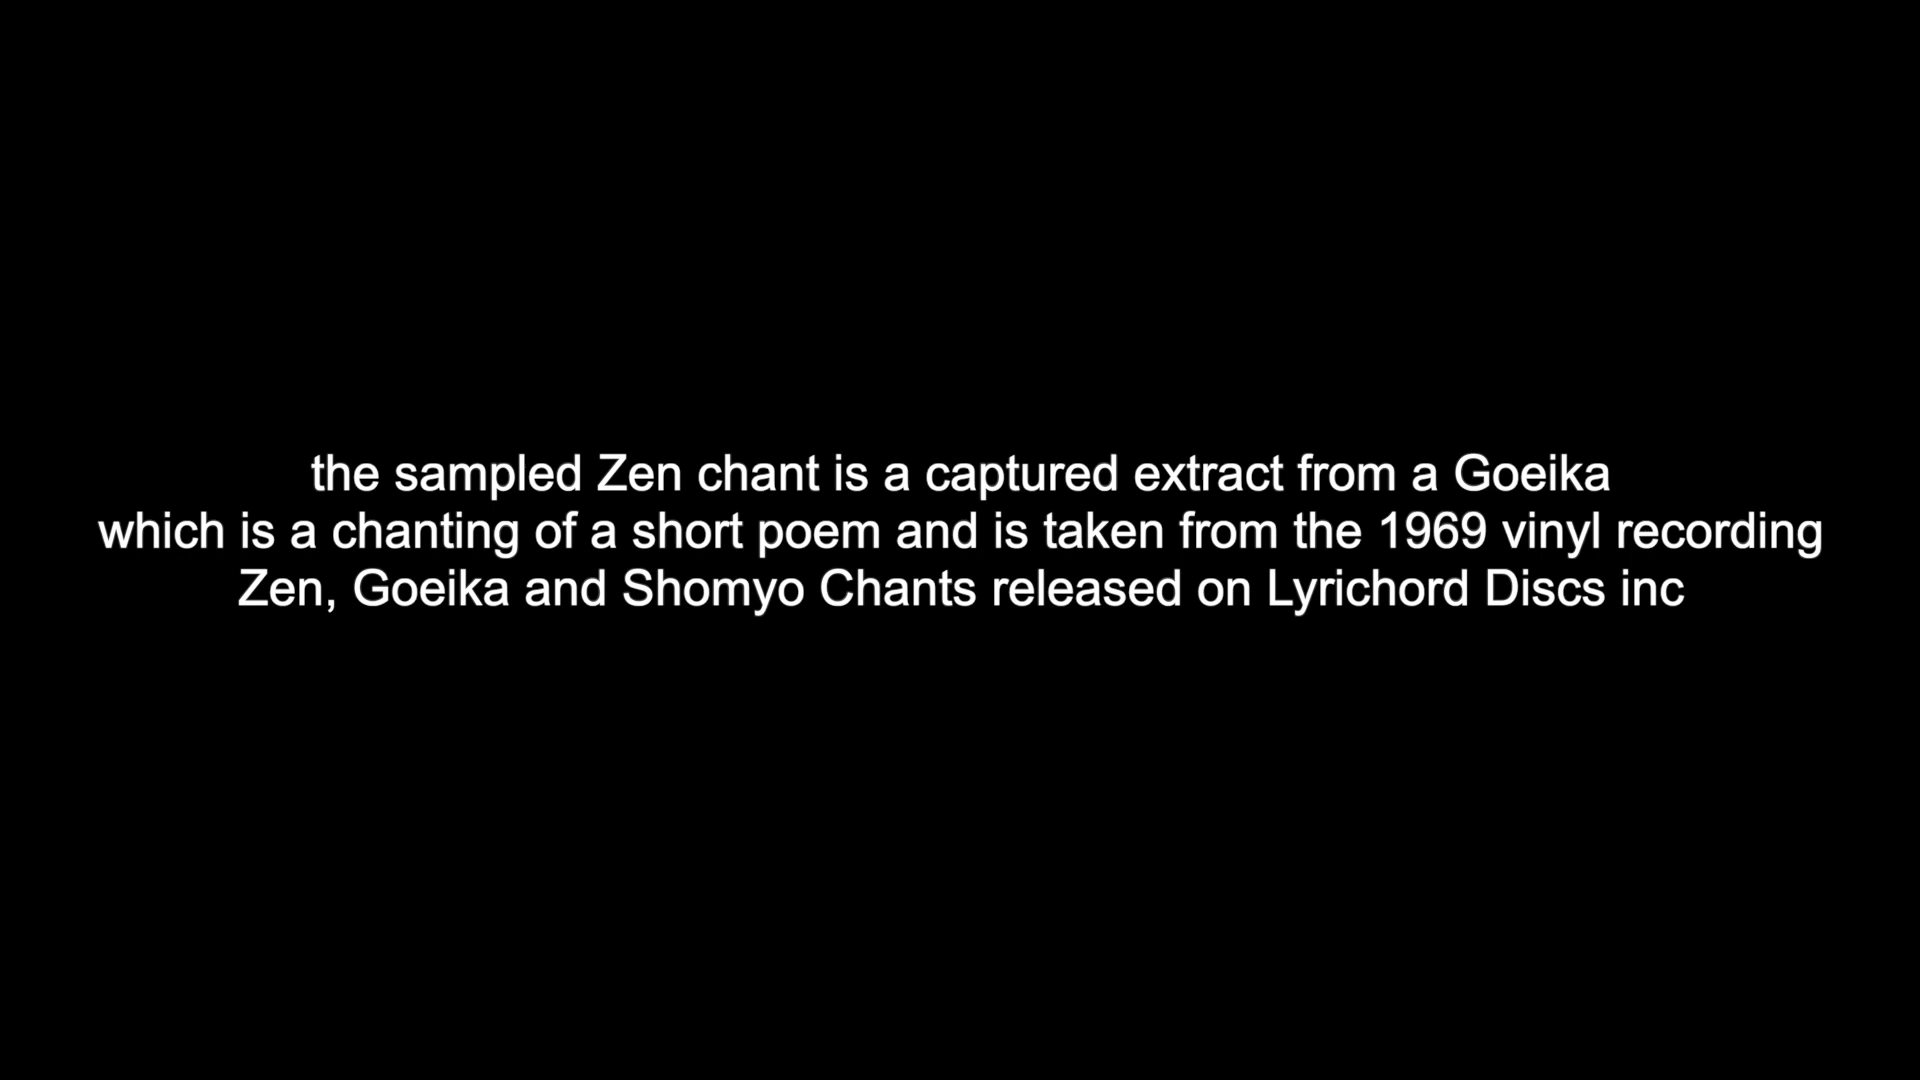 the sampled Zen chant is a captured extract from a Goeika
which is a chanting of a short poem and is taken from the 1969 vinyl recording
Zen, Goeika and Shomyo Chants released on Lyrichord Discs inc